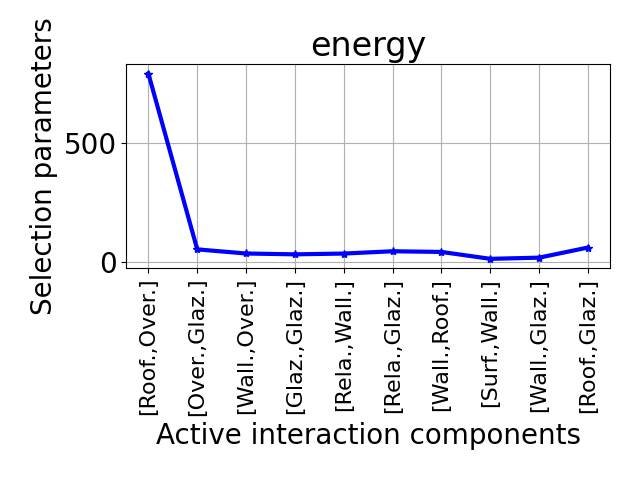 energy
Selection parameters
500
0
[Roof.,Over.]
[Over.,Glaz.]
[Wall.,Over.]
[Glaz.,Glaz.]
[Rela.,Wall.]
[Rela.,Glaz.]
[Wall.,Roof.]
[Surf.,Wall.]
[Wall.,Glaz.]
[Roof.,Glaz.]
Active interaction components